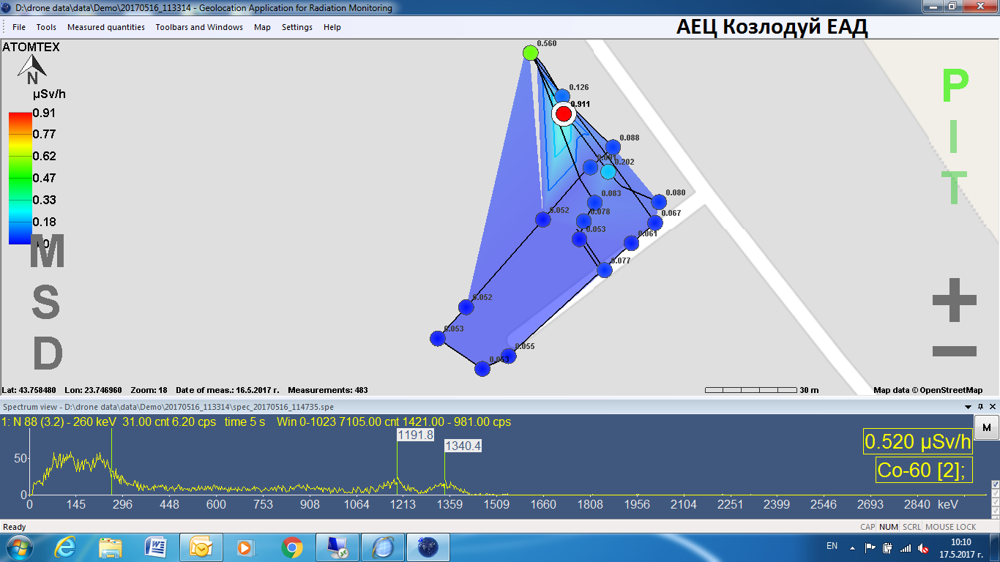 D:\drone data\data\Demo\20170516_113314 - Geolocation Application for Radiation Monitoring
File Tools Measured quantities Toolbars and Windows Map Settings Help
АЕЦ Козлодуй ЕАД
ATOMTEX
N
µSv/h
0.91
0.77
0.62
0.47
0.33
0.18
M
S
D
P
I
T
0.560
0.126
0.911
0.088
0.202
0.083
0.080
0.052
0.078
0.067
0.053
0.061
0.077
0.052
0.053
0.055
0.053
Lat: 43.758480 Lon: 23.746960 Zoom: 18 Date of meas.: 16.5.2017 г. Measurements: 483
30 m
Map data © OpenStreetMap
Spectrum view - D:\drone data\data\Demo\20170516_113314\spec_20170516_114735.spe
1: N 88 (3.2) - 260 keV 31.00 cnt 6.20 cps time 5 s Win 0-1023 7105.00 cnt 1421.00 - 981.00 cps
M
1191.8
1340.4
0.520 µSv/h
Co-60 [2];
50
0
0 145 296 448 600 753 908 1064 1213 1359 1509 1660 1808 1956 2104 2251 2399 2546 2693 2840 keV
Ready
CAP NUM SCRL MOUSE LOCK
EN
10:10
17.5.2017 г.